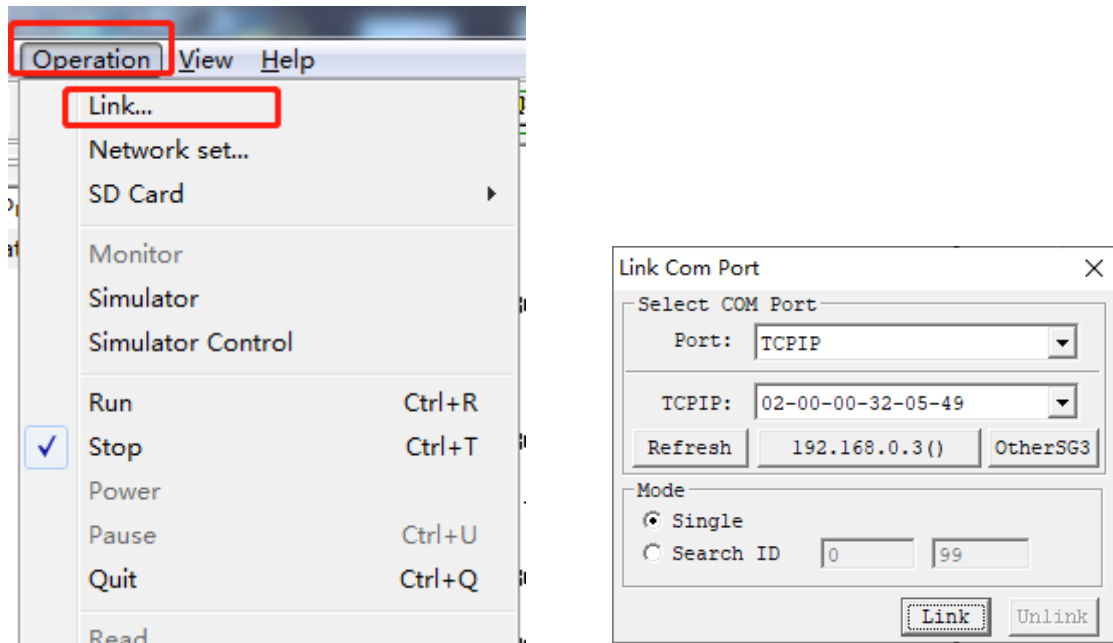 Operation View Help
Link...
Network set...
SD Card
Monitor
Simulator
Simulator Control
Run Ctrl+R
Stop Ctrl+T
Power
Pause Ctrl+U
Quit Ctrl+Q
Read
Link Com Port
Select COM Port
Port: TCPIP
TCPIP: 02-00-00-32-05-49
Refresh 192.168.0.3() OtherSG3
Mode
Single
Search ID 0 99
Link Unlink